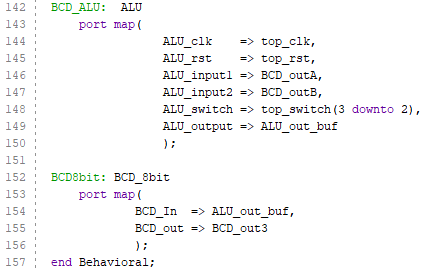 142 BCD_ALU:  ALU
143     port map(
144                 ALU_clk    => top_clk,
145                 ALU_rst    => top_rst,
146                 ALU_input1 => BCD_outA,
147                 ALU_input2 => BCD_outB,
148                 ALU_switch => top_switch(3 downto 2),
149                 ALU_output => ALU_out_buf
150                 );
151
152 BCD8bit: BCD_8bit
153     port map(
154             BCD_In  => ALU_out_buf,
155             BCD_out => BCD_out3
156             );
157 end Behavioral;